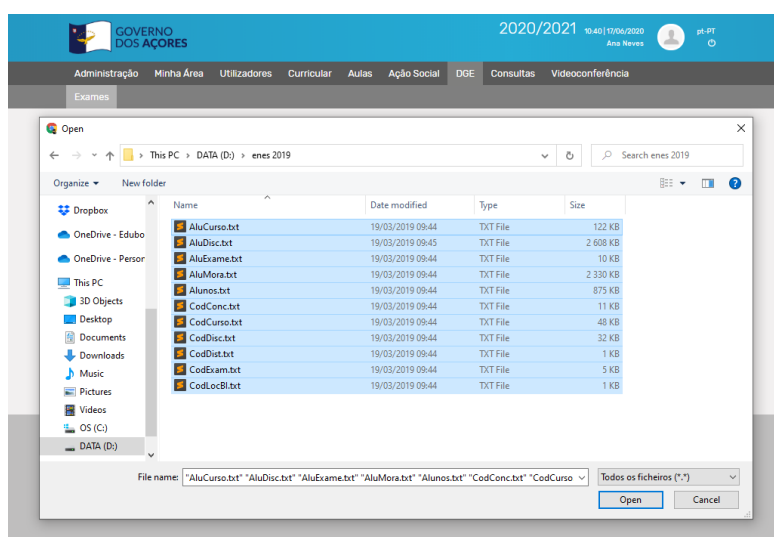 GOVERNO
DOS AÇORES
2020/2021 10:40 | 17/06/2020
Ana Neves
pt-PT
Administração Minha Área Utilizadores Curricular Aulas Ação Social DGE Consultas Videoconferência
Exames
Open
This PC › DATA (D:) › enes 2019
Search enes 2019
Organize New folder
Name Date modified Type Size
Dropbox
OneDrive - Edubo
OneDrive - Person
This PC
3D Objects
Desktop
Documents
Downloads
Music
Pictures
Videos
OS (C:)
DATA (D:)
AluCurso.txt 19/03/2019 09:44 TXT File 122 KB
AluDisc.txt 19/03/2019 09:45 TXT File 2 608 KB
AluExame.txt 19/03/2019 09:44 TXT File 10 KB
AluMora.txt 19/03/2019 09:44 TXT File 2 330 KB
Alunos.txt 19/03/2019 09:44 TXT File 875 KB
CodConc.txt 19/03/2019 09:44 TXT File 11 KB
CodCurso.txt 19/03/2019 09:44 TXT File 48 KB
CodDisc.txt 19/03/2019 09:44 TXT File 32 KB
CodDist.txt 19/03/2019 09:44 TXT File 1 KB
CodExam.txt 19/03/2019 09:44 TXT File 5 KB
CodLocBI.txt 19/03/2019 09:44 TXT File 1 KB
File name: "AluCurso.txt" "AluDisc.txt" "AluExame.txt" "AluMora.txt" "Alunos.txt" "CodConc.txt" "CodCurso
Todos os ficheiros (*.*)
Open Cancel